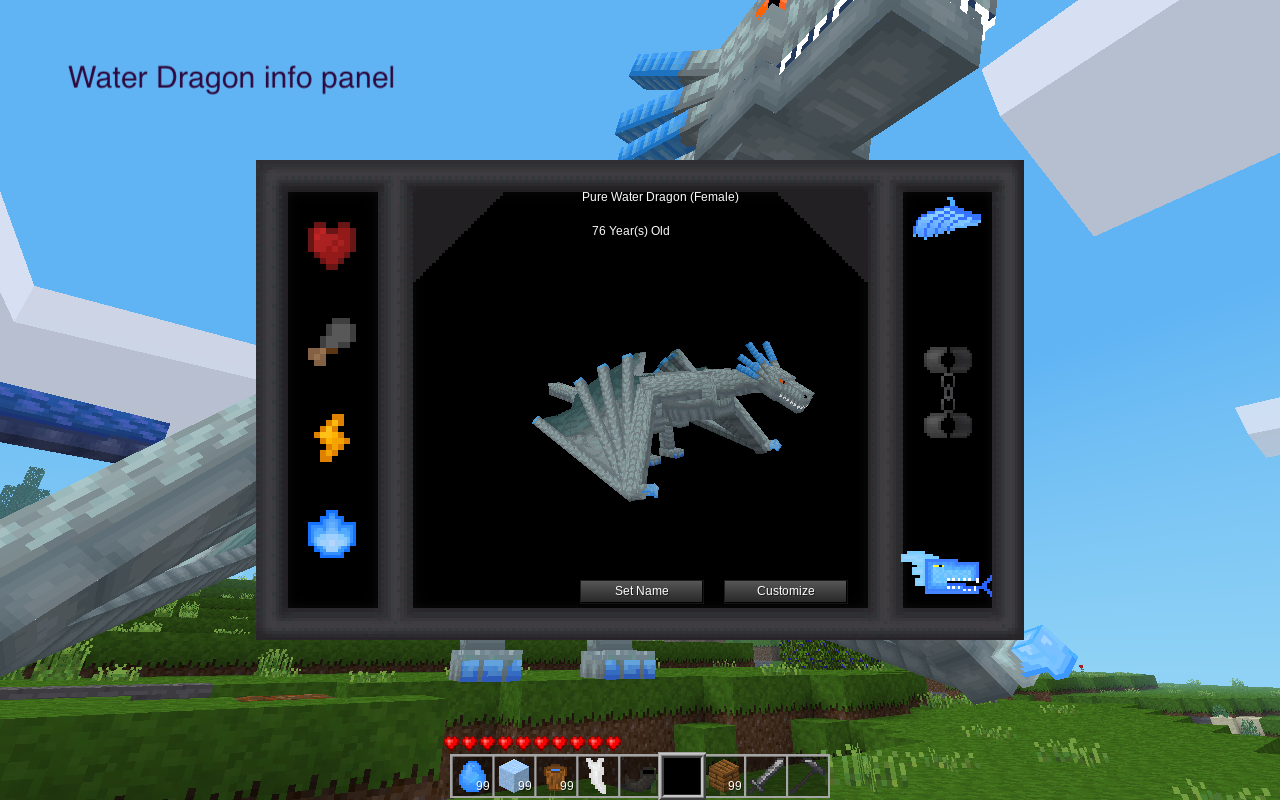 Water Dragon info panel
Pure Water Dragon (Female)
76 Year(s) Old
Set Name
Customize
99
99
99
99